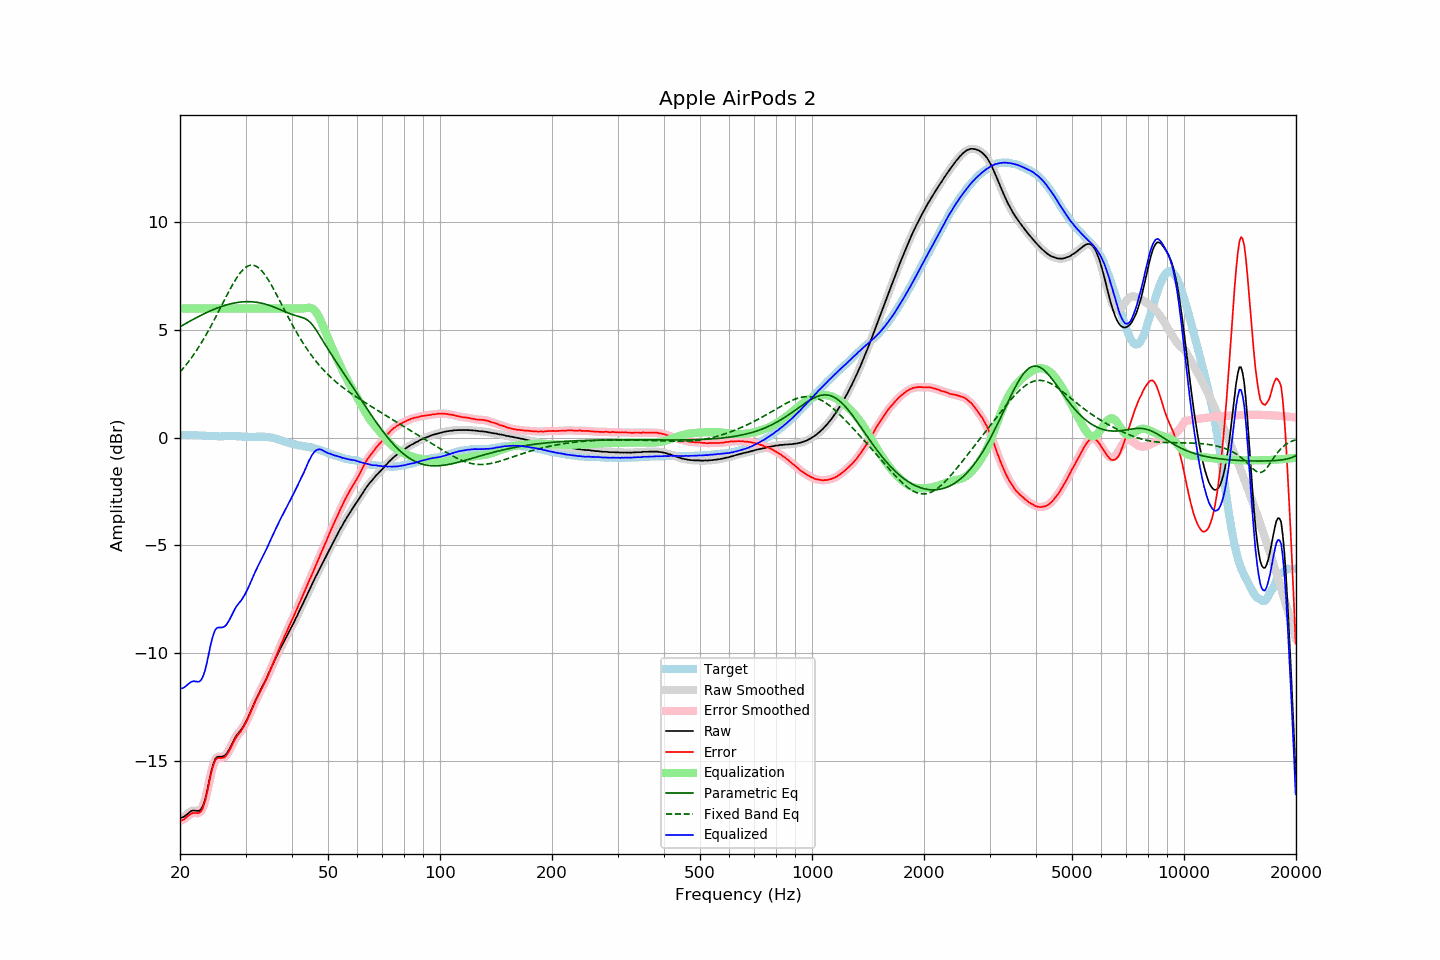 Apple AirPods 2
Amplitude (dBr)
10
5
0
−5
−10
−15
Target
Raw Smoothed
Error Smoothed
Raw
Error
Equalization
Parametric Eq
Fixed Band Eq
Equalized
20 50 100 200 500 1000 2000 5000 10000 20000
Frequency (Hz)